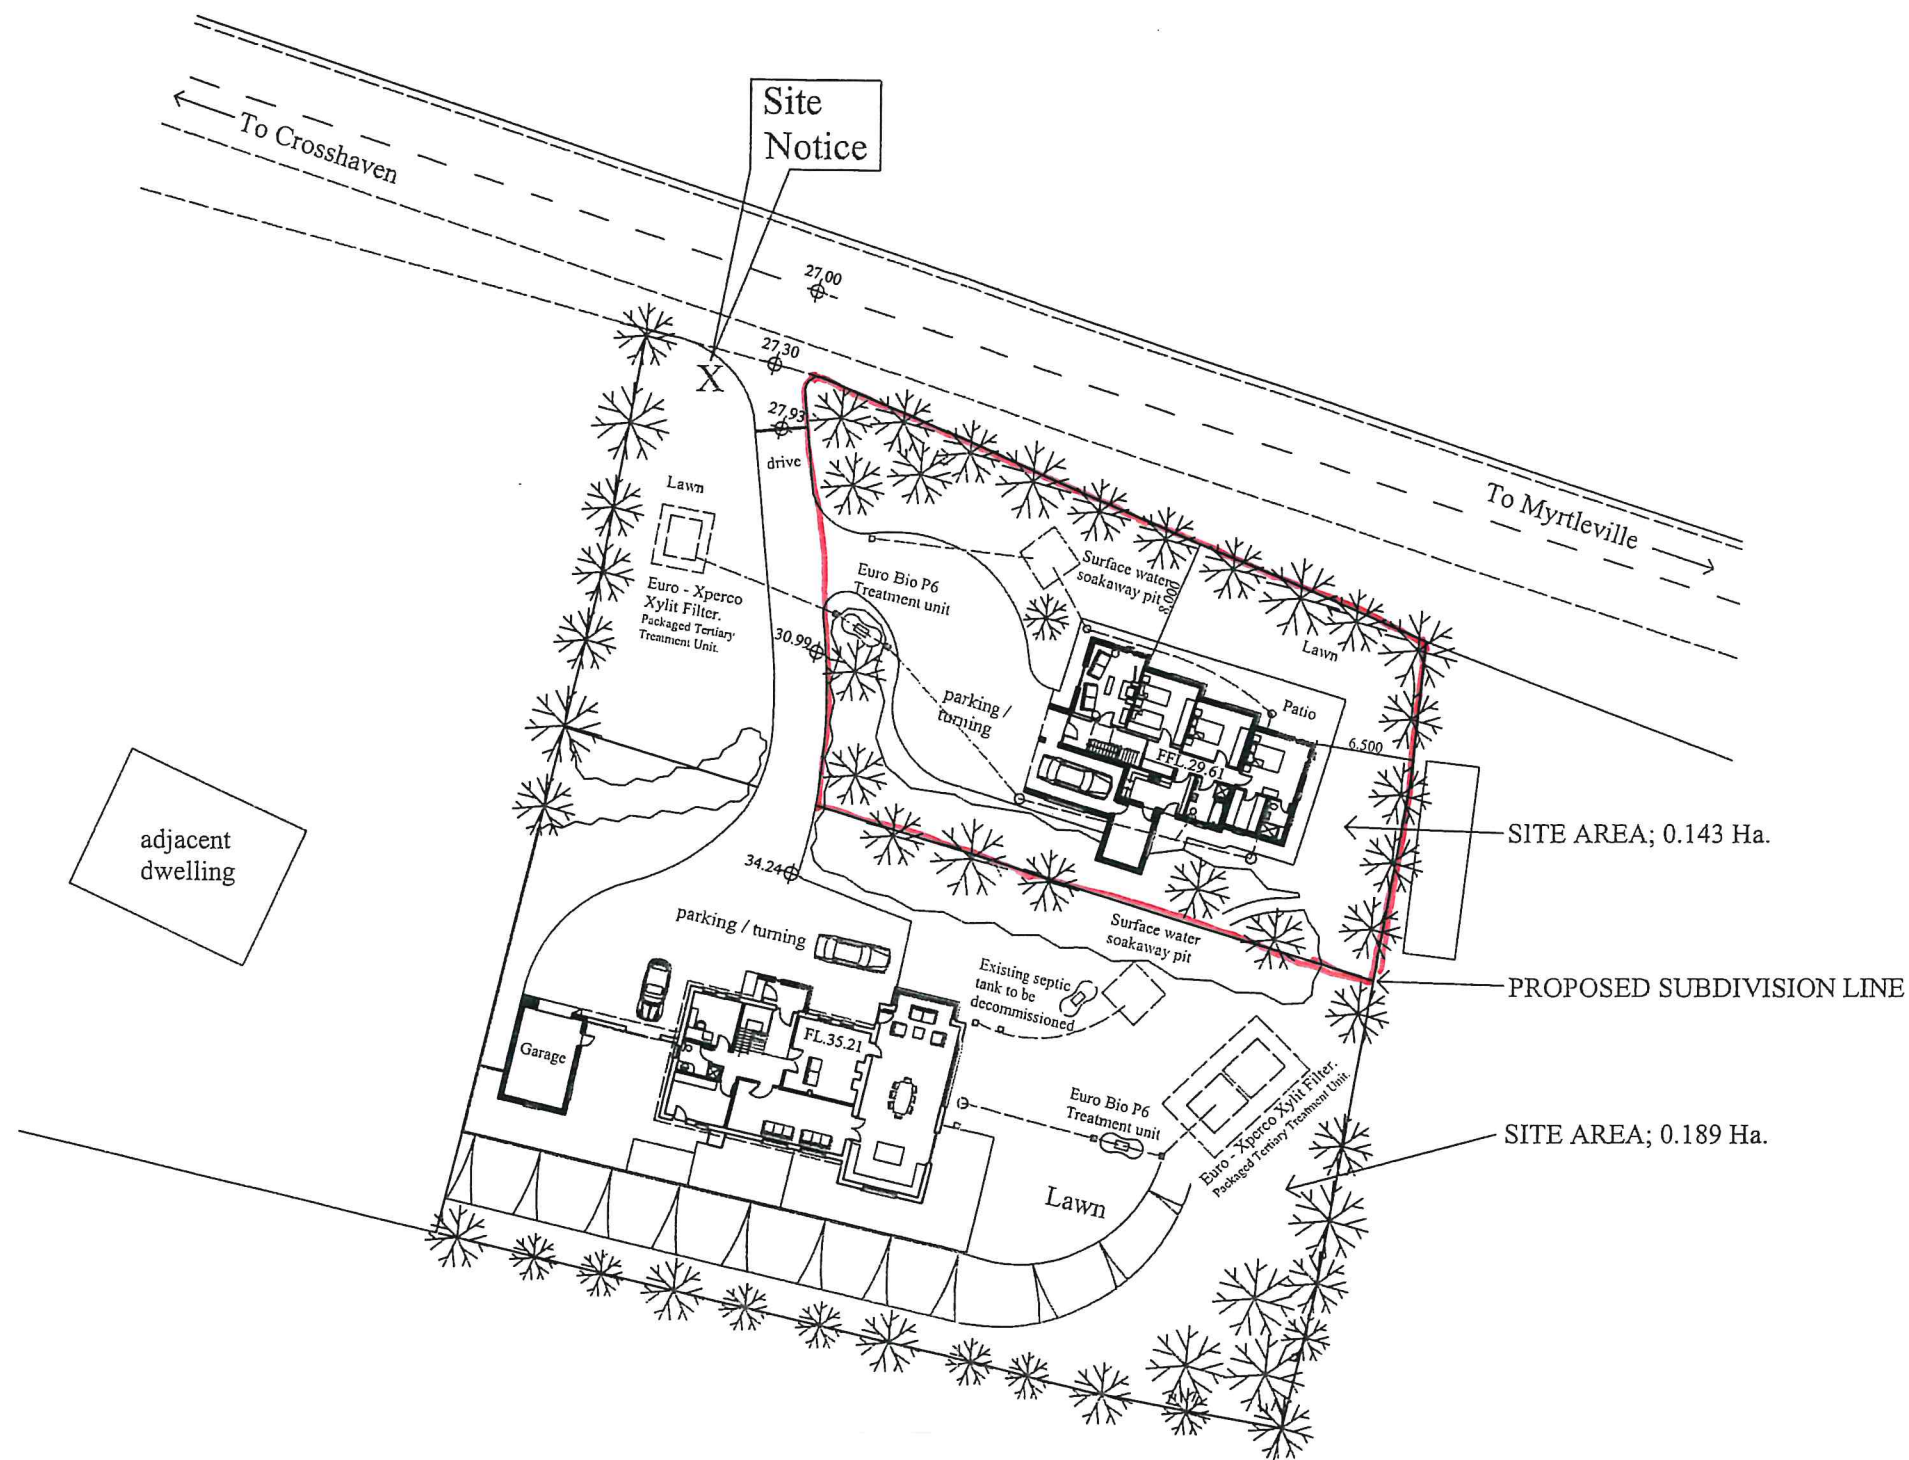 Site
Notice
To Crosshaven
27.00
27.30
27.93
drive
To Myrtleville
Lawn
Euro Bio P6
Treatment unit
Surface water
soakaway pit
8.000
Euro - Xperco
Xylit Filter.
Packaged Tertiary
Treatment Unit.
30.99
Lawn
parking /
turning
Patio
6.500
FFL.29.61
SITE AREA; 0.143 Ha.
adjacent
dwelling
34.24
parking / turning
Surface water
soakaway pit
Existing septic
tank to be
decommissioned
PROPOSED SUBDIVISION LINE
FL.35.21
Garage
Euro Bio P6
Treatment unit
Euro - Xperco Xylit Filter.
Packaged Tertiary Treatment Unit.
SITE AREA; 0.189 Ha.
Lawn
X